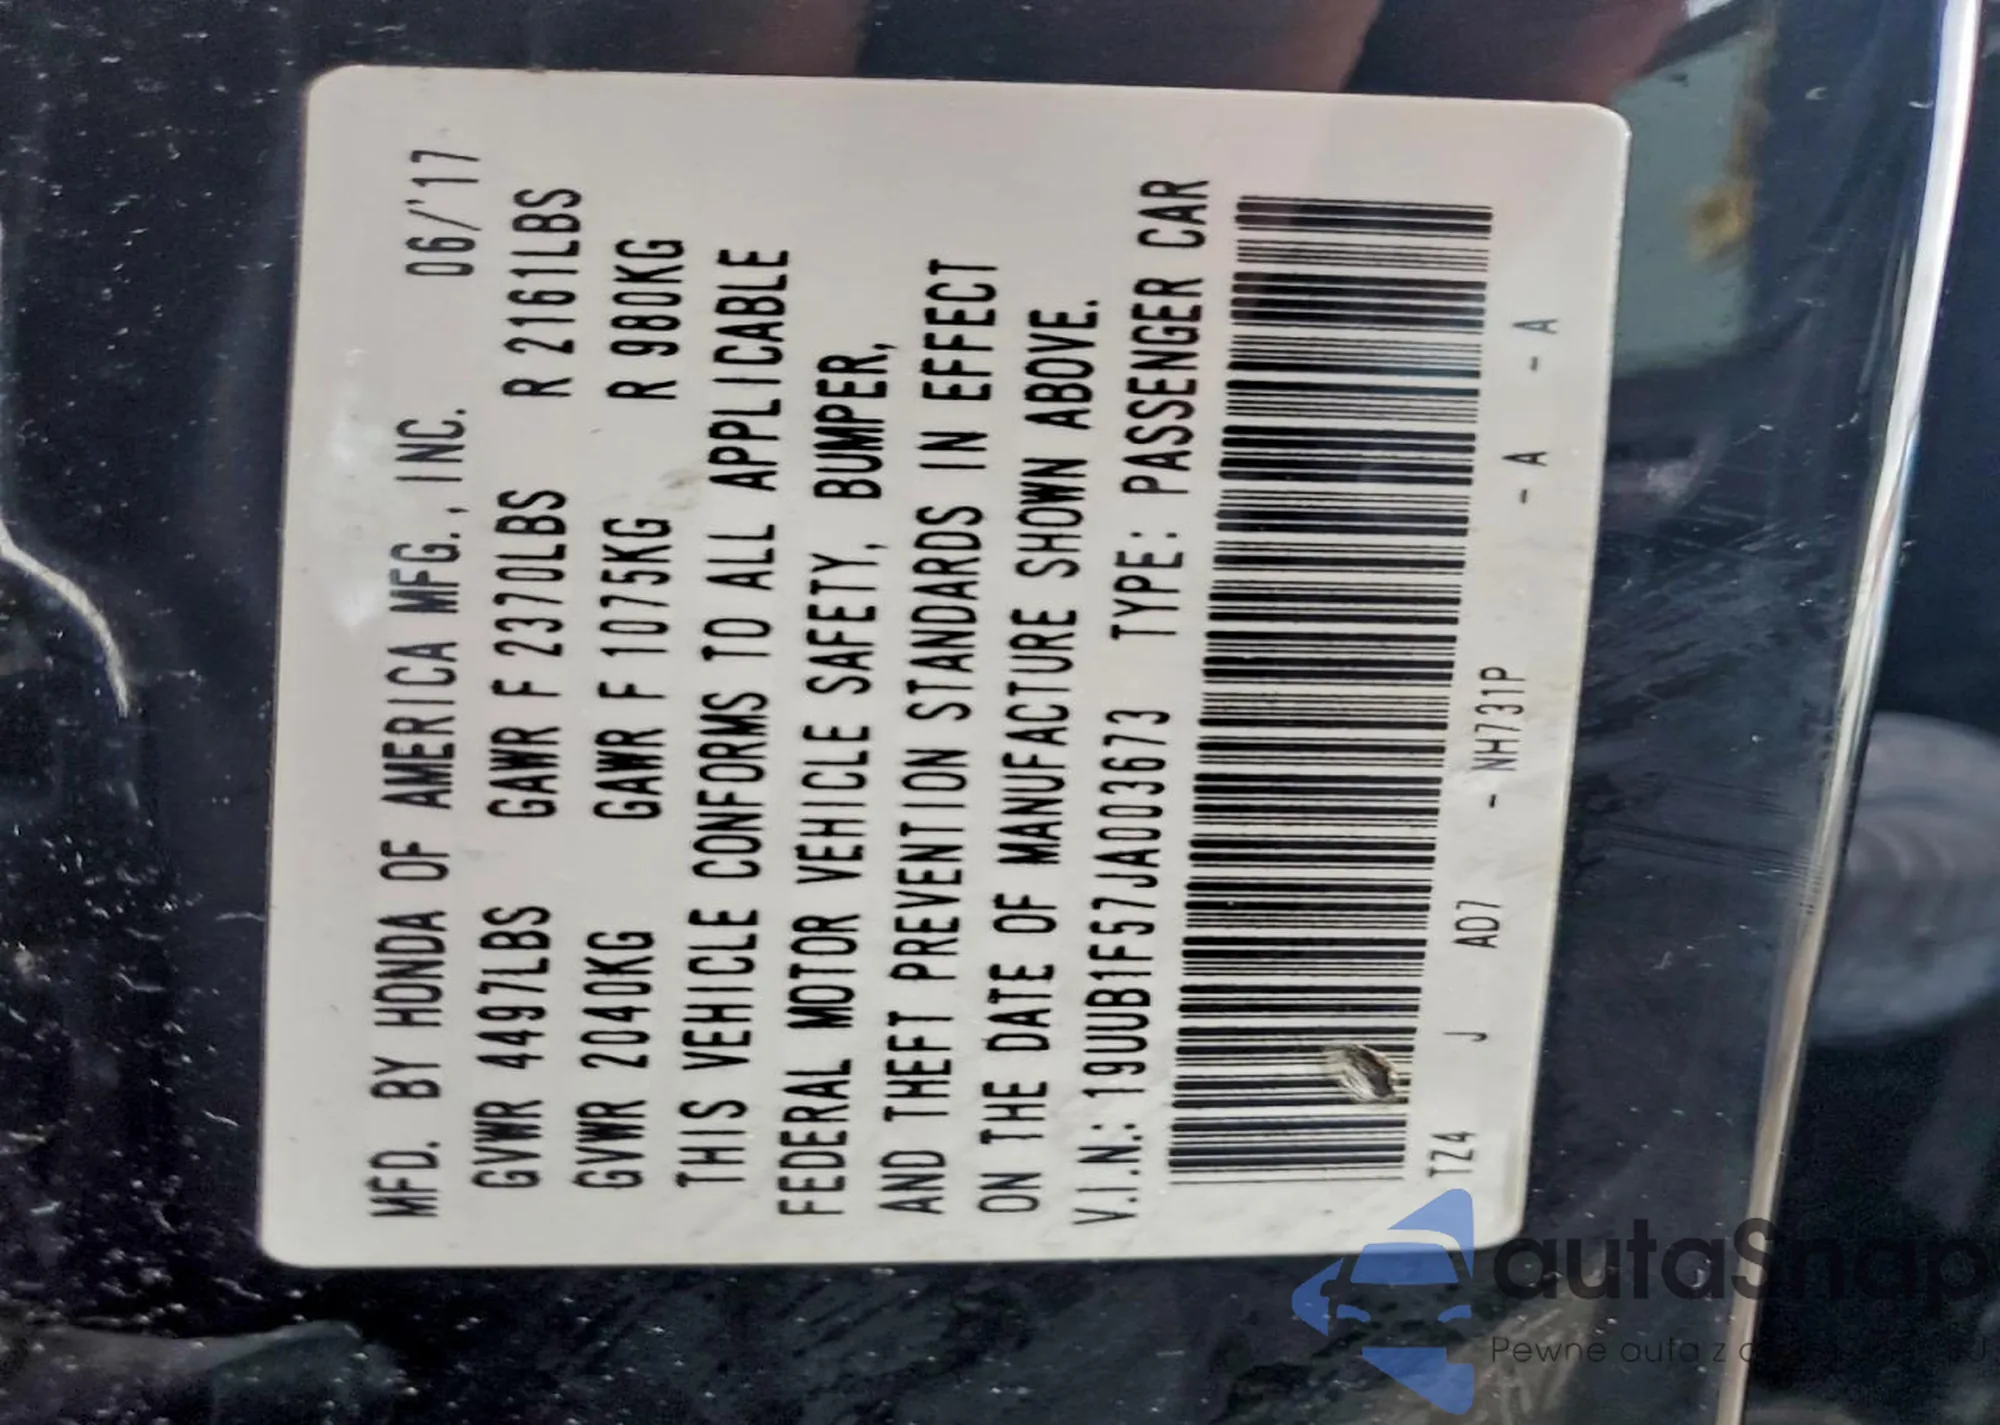 MFD. BY HONDA OF AMERICA MFG., INC. 06/'17
GVWR 4497LBS GAWR F 2370LBS R 2161LBS
GVWR 2040KG GAWR F 1075KG R 980KG
THIS VEHICLE CONFORMS TO ALL APPLICABLE
FEDERAL MOTOR VEHICLE SAFETY, BUMPER,
AND THEFT PREVENTION STANDARDS IN EFFECT
ON THE DATE OF MANUFACTURE SHOWN ABOVE.
V.I.N.: 19UUB1F57JA003673 TYPE: PASSENGER CAR
TZ4 J AD7 - NH731P - A - A
autaSnap
Pewne auta z